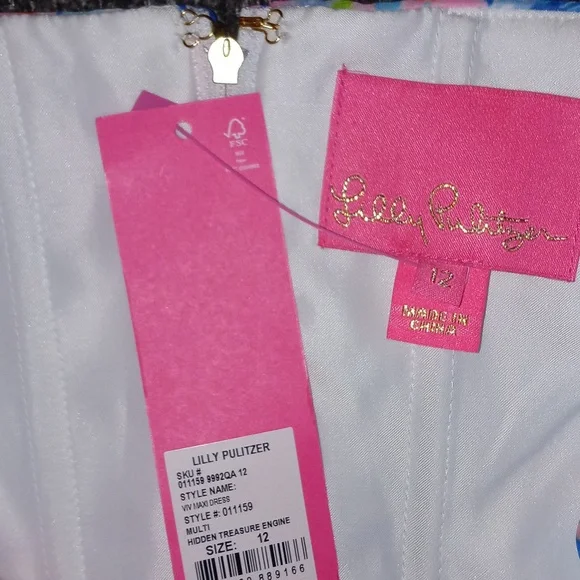 FSC
Lilly Pulitzer
12
MADE IN
CHINA
LILLY PULITZER
SKU #
011159 9992QA 12
STYLE NAME:
VIV MAXI DRESS
STYLE #: 011159
MULTI
HIDDEN TREASURE ENGINE
SIZE: 12
889166